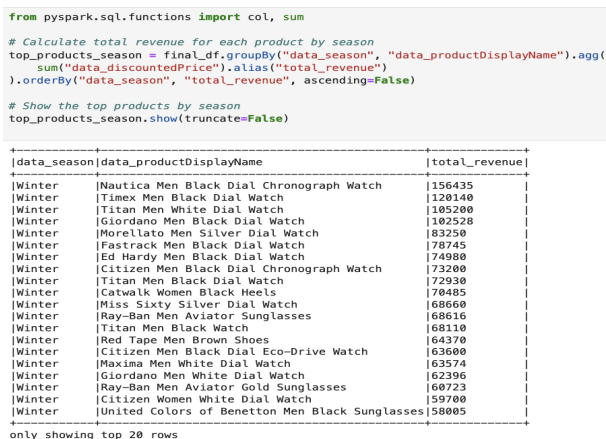 from pyspark.sql.functions import col, sum
# Calculate total revenue for each product by season
top_products_season = final_df.groupBy("data_season", "data_productDisplayName").agg(
    sum("data_discountedPrice").alias("total_revenue")
).orderBy("data_season", "total_revenue", ascending=False)
# Show the top products by season
top_products_season.show(truncate=False)
+-----------+-----------------------------------------------+-------------+
|data_season|data_productDisplayName                        |total_revenue|
+-----------+-----------------------------------------------+-------------+
|Winter     |Nautica Men Black Dial Chronograph Watch       |156435       |
|Winter     |Timex Men Black Dial Watch                     |120140       |
|Winter     |Titan Men White Dial Watch                     |105200       |
|Winter     |Giordano Men Black Dial Watch                  |102528       |
|Winter     |Morellato Men Silver Dial Watch                |83250        |
|Winter     |Fastrack Men Black Dial Watch                  |78745        |
|Winter     |Ed Hardy Men Black Dial Watch                  |74980        |
|Winter     |Citizen Men Black Dial Chronograph Watch       |73200        |
|Winter     |Titan Men Black Dial Watch                     |72930        |
|Winter     |Catwalk Women Black Heels                      |70485        |
|Winter     |Miss Sixty Silver Dial Watch                   |68660        |
|Winter     |Ray-Ban Men Aviator Sunglasses                 |68616        |
|Winter     |Titan Men Black Watch                          |68110        |
|Winter     |Red Tape Men Brown Shoes                       |64370        |
|Winter     |Citizen Men Black Dial Eco-Drive Watch         |63600        |
|Winter     |Maxima Men White Dial Watch                    |63574        |
|Winter     |Giordano Men White Dial Watch                  |62396        |
|Winter     |Ray-Ban Men Aviator Gold Sunglasses            |60723        |
|Winter     |Citizen Women White Dial Watch                 |59700        |
|Winter     |United Colors of Benetton Men Black Sunglasses|58005        |
+-----------+-----------------------------------------------+-------------+
only showing top 20 rows